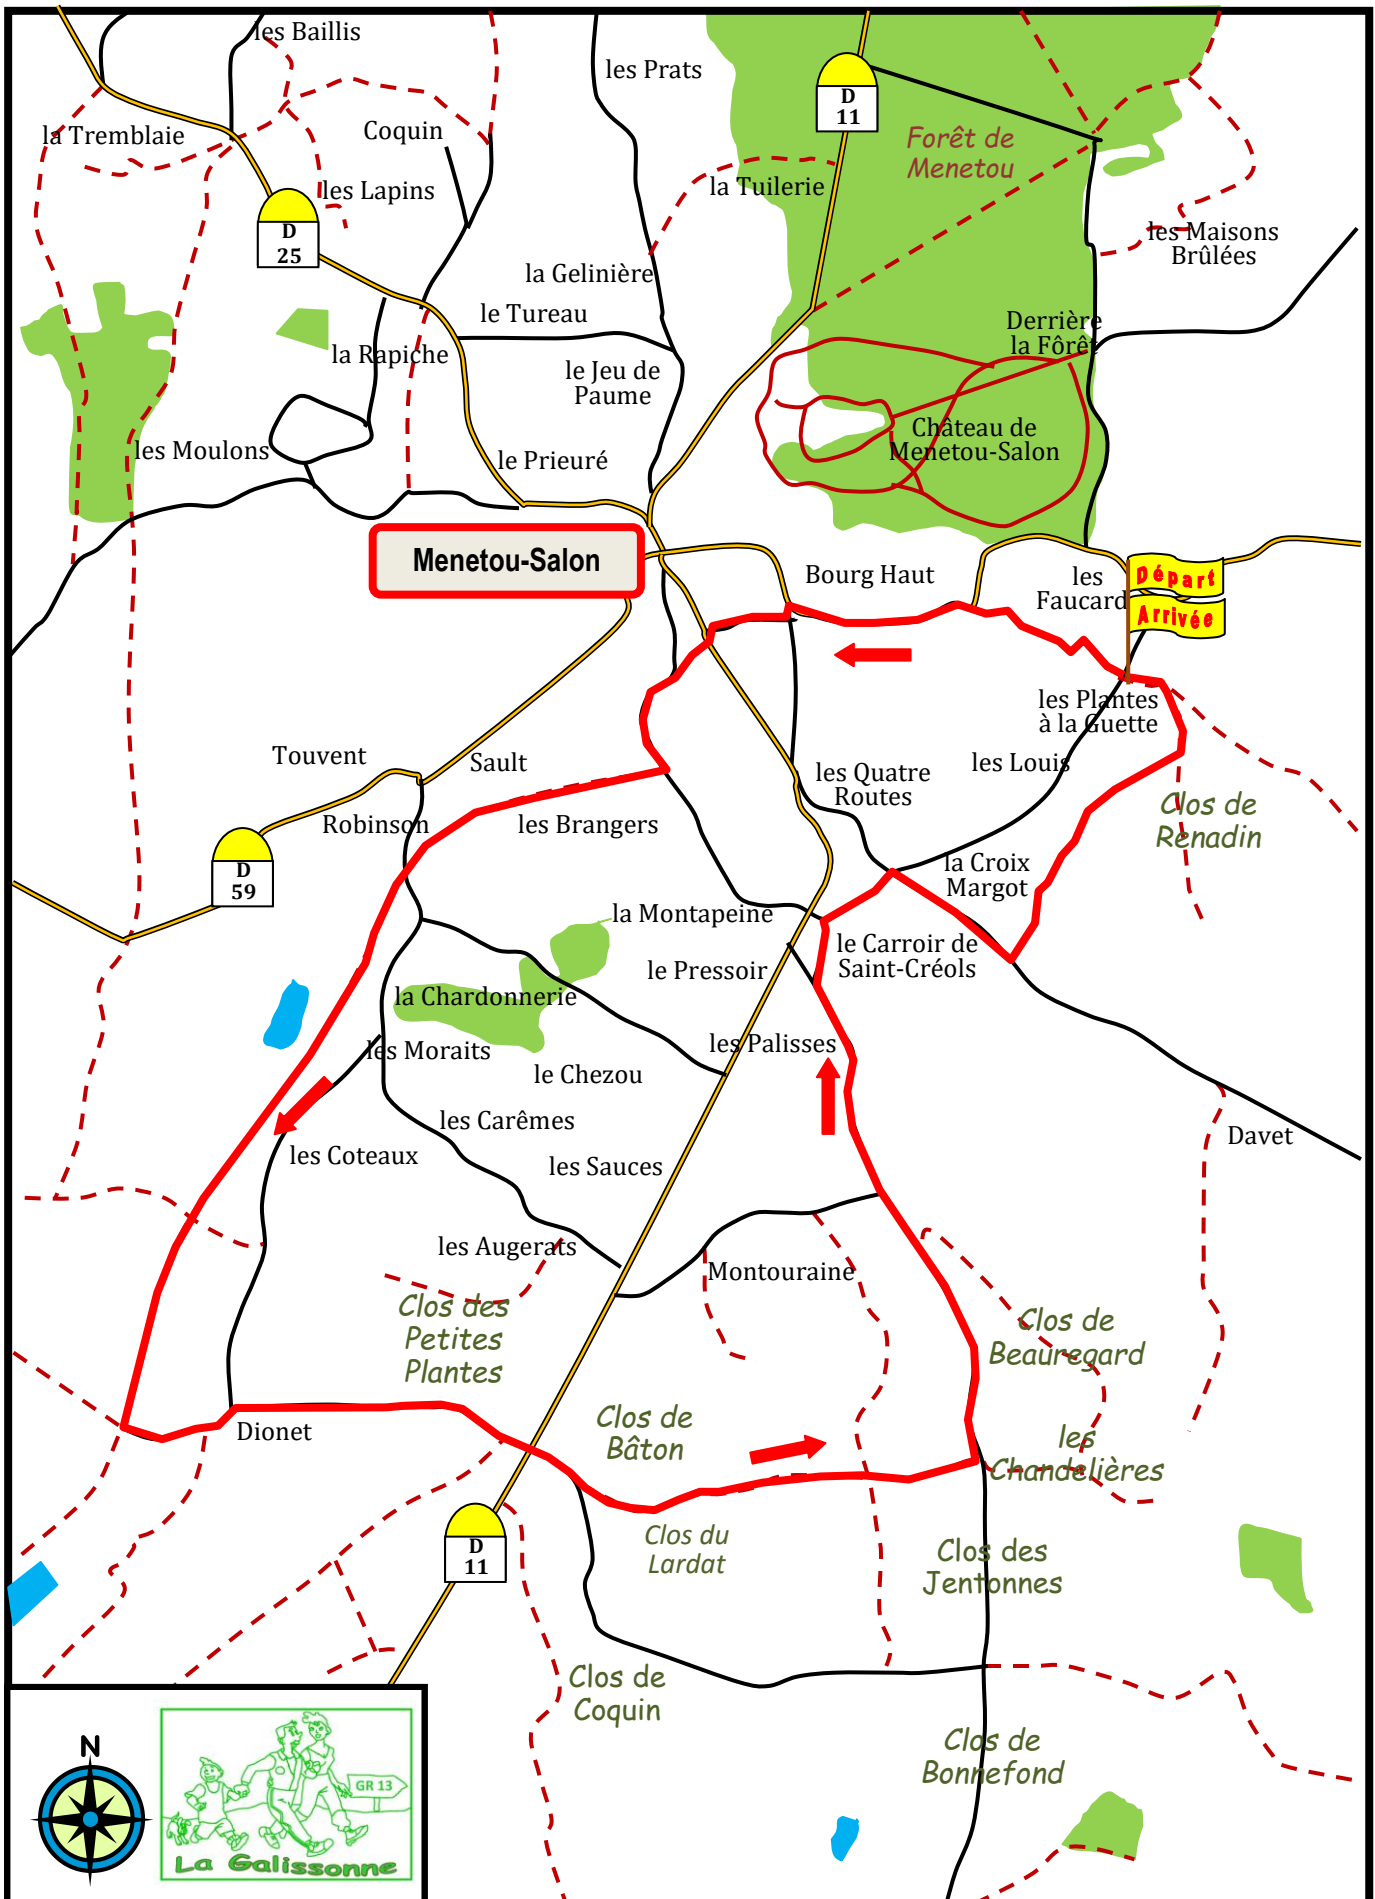 les Baillis
les Prats
D
11
la Tremblaie
Coquin
Forêt de
Menetou
les Lapins
la Tuilerie
D
25
les Maisons
Brûlées
la Gelinière
le Tureau
Derrière
la Fôret
la Rapiche
le Jeu de
Paume
Château de
Menetou-Salon
les Moulons
le Prieuré
Menetou-Salon
Bourg Haut
les
Faucard
Départ
Arrivée
les Plantes
à la Guette
Touvent
Sault
les Quatre
Routes
les Louis
Clos de
Renadin
Robinson
les Brangers
D
59
la Croix
Margot
la Montapeine
le Carroir de
Saint-Créols
le Pressoir
la Chardonnerie
les Moraits
les Palisses
le Chezou
les Carêmes
Davet
les Coteaux
les Sauces
les Augerats
Montouraine
Clos des
Petites
Plantes
Clos de
Beauregard
Dionet
Clos de
Bâton
les
Chandelières
D
11
Clos du
Lardat
Clos des
Jentonnes
Clos de
Coquin
Clos de
Bonnefond
N
GR 13
La Galissonne